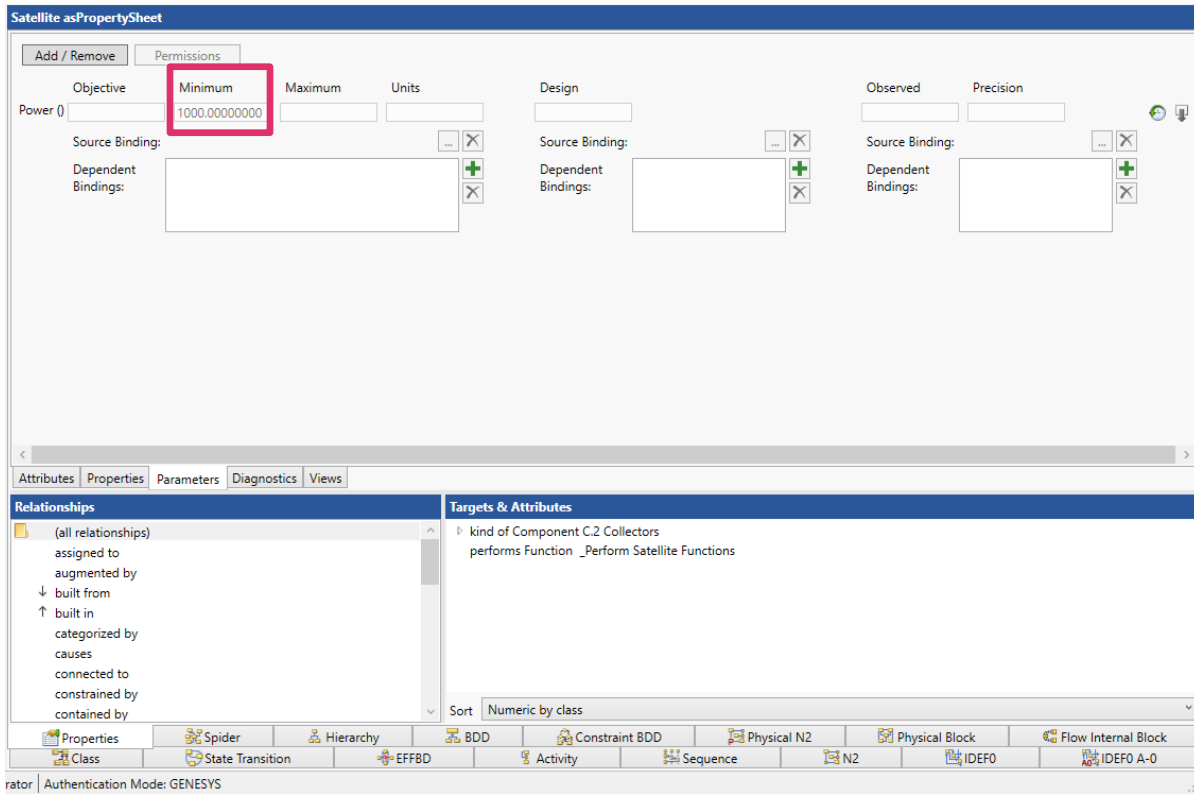 Satellite asPropertySheet
Add / Remove Permissions
Objective Minimum Maximum Units Design Observed Precision
Power () 1000.00000000
Source Binding: ... Source Binding: ... Source Binding: ...
Dependent Dependent Dependent
Bindings: Bindings: Bindings:
Attributes Properties Parameters Diagnostics Views
Relationships Targets & Attributes
(all relationships) kind of Component C.2 Collectors
assigned to performs Function _Perform Satellite Functions
augmented by
built from
built in
categorized by
causes
connected to
constrained by
contained by Sort Numeric by class
Properties Spider Hierarchy BDD Constraint BDD Physical N2 Physical Block Flow Internal Block
Class State Transition EFFBD Activity Sequence N2 IDEF0 IDEF0 A-0
rator Authentication Mode: GENESYS